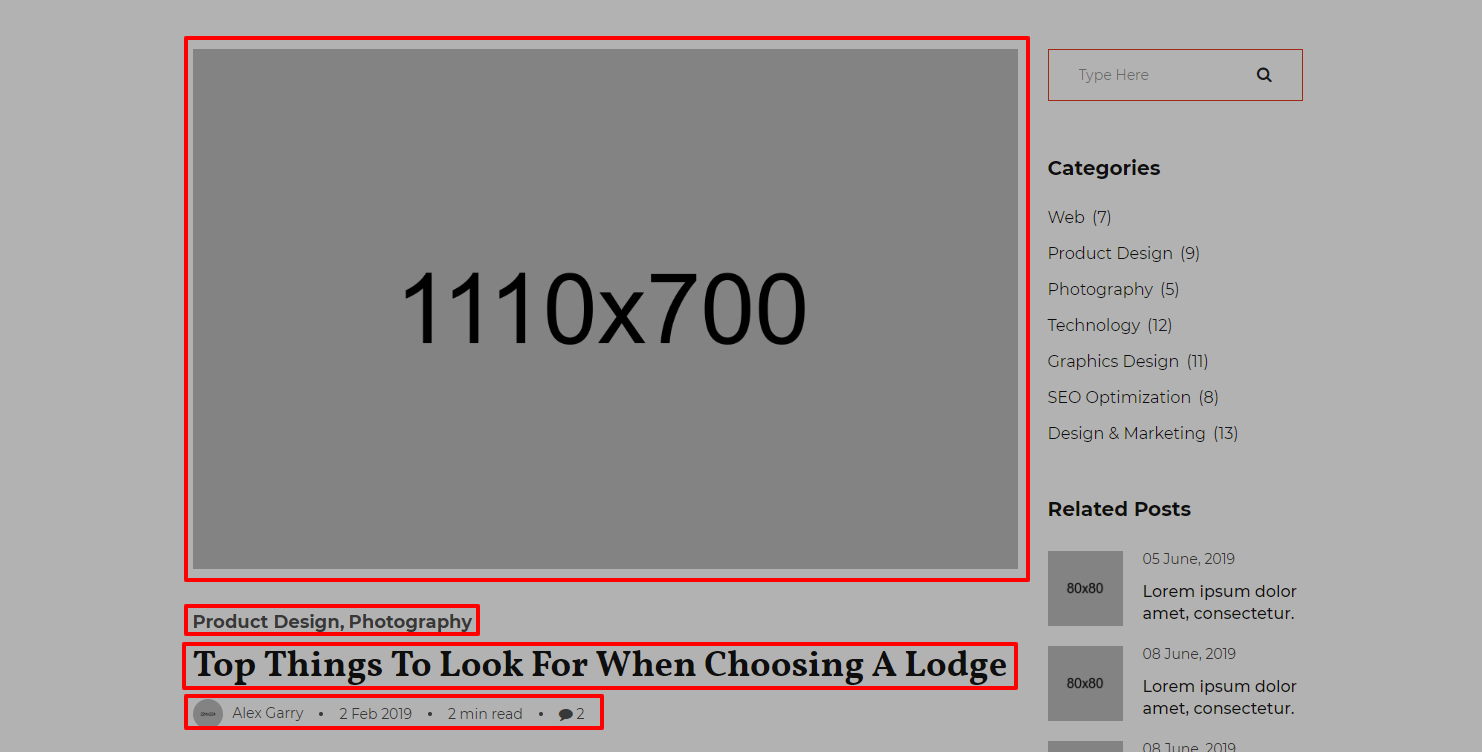 1110x700
Product Design, Photography
Top Things To Look For When Choosing A Lodge
Alex Garry • 2 Feb 2019 • 2 min read • 2
Type Here
Categories
Web (7)
Product Design (9)
Photography (5)
Technology (12)
Graphics Design (11)
SEO Optimization (8)
Design & Marketing (13)
Related Posts
80x80
05 June, 2019
Lorem ipsum dolor
amet, consectetur.
80x80
08 June, 2019
Lorem ipsum dolor
amet, consectetur.
08 June, 2019